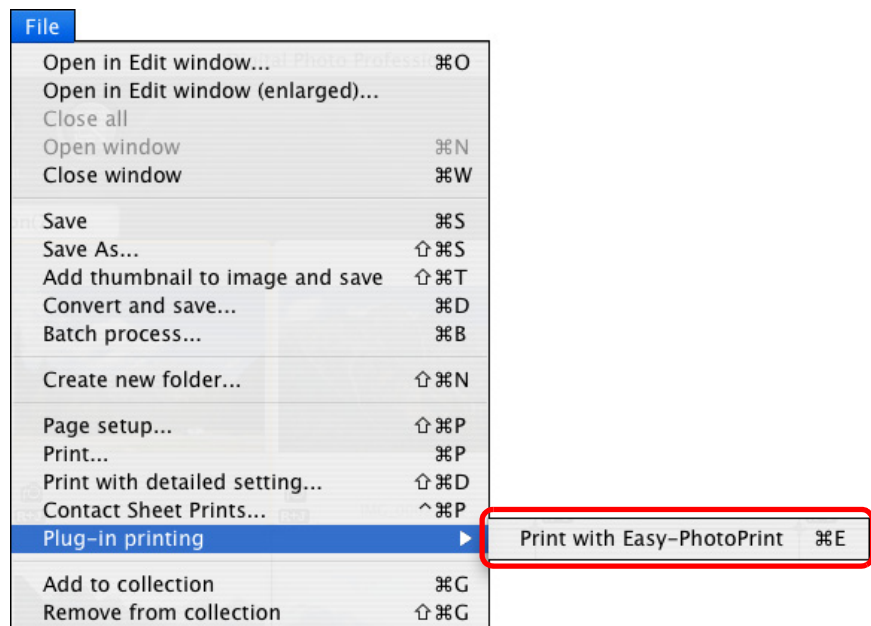 File
Open in Edit window... ⌘O
Open in Edit window (enlarged)...
Close all
Open window ⌘N
Close window ⌘W
Save ⌘S
Save As... ⇧⌘S
Add thumbnail to image and save ⇧⌘T
Convert and save... ⌘D
Batch process... ⌘B
Create new folder... ⇧⌘N
Page setup... ⇧⌘P
Print... ⌘P
Print with detailed setting... ⇧⌘D
Contact Sheet Prints... ^⌘P
Plug-in printing ▶ Print with Easy-PhotoPrint ⌘E
Add to collection ⌘G
Remove from collection ⇧⌘G